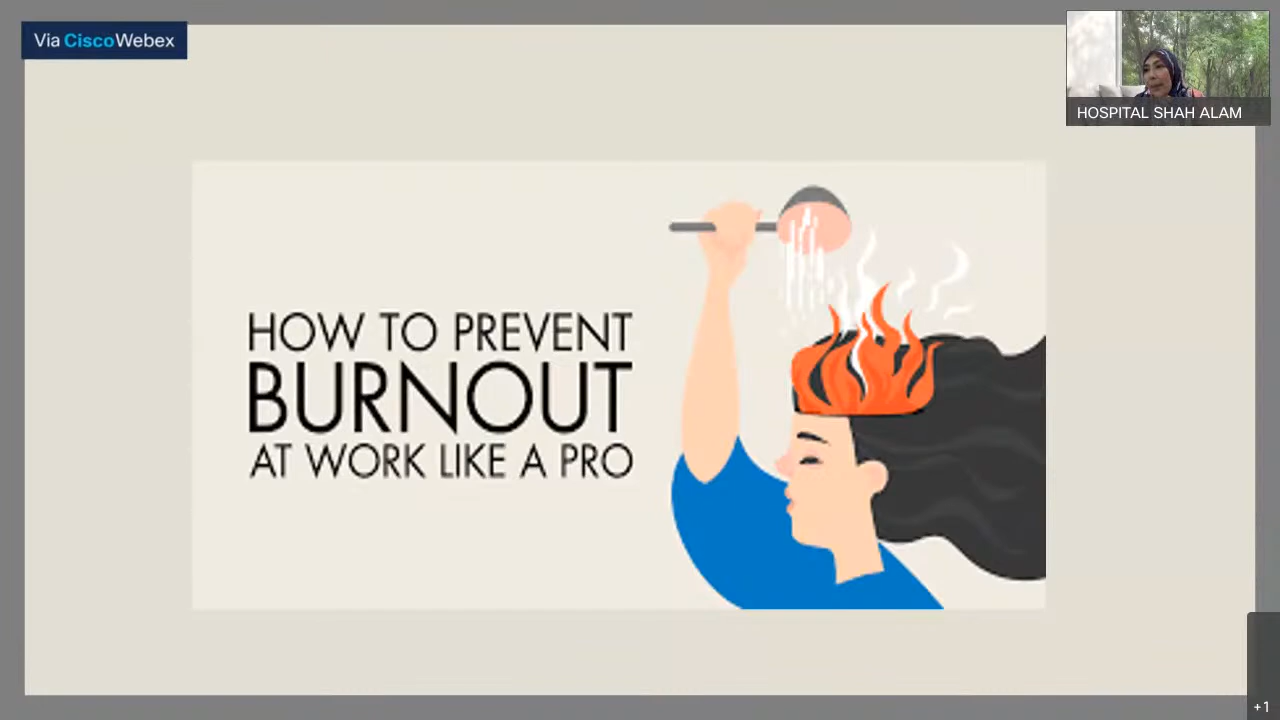 Via CiscoWebex
HOSPITAL SHAH ALAM
HOW TO PREVENT
BURNOUT
AT WORK LIKE A PRO
+1